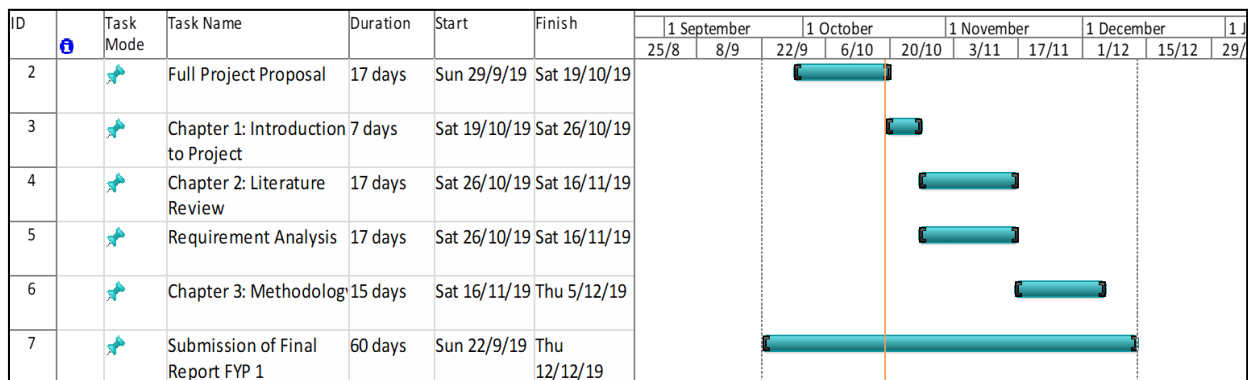 ID Task Mode Task Name Duration Start Finish
1 September 1 October 1 November 1 December 1 J
25/8 8/9 22/9 6/10 20/10 3/11 17/11 1/12 15/12 29/
2 Full Project Proposal 17 days Sun 29/9/19 Sat 19/10/19
3 Chapter 1: Introduction 7 days Sat 19/10/19 Sat 26/10/19
to Project
4 Chapter 2: Literature 17 days Sat 26/10/19 Sat 16/11/19
Review
5 Requirement Analysis 17 days Sat 26/10/19 Sat 16/11/19
6 Chapter 3: Methodology 15 days Sat 16/11/19 Thu 5/12/19
7 Submission of Final 60 days Sun 22/9/19 Thu
Report FYP 1 12/12/19